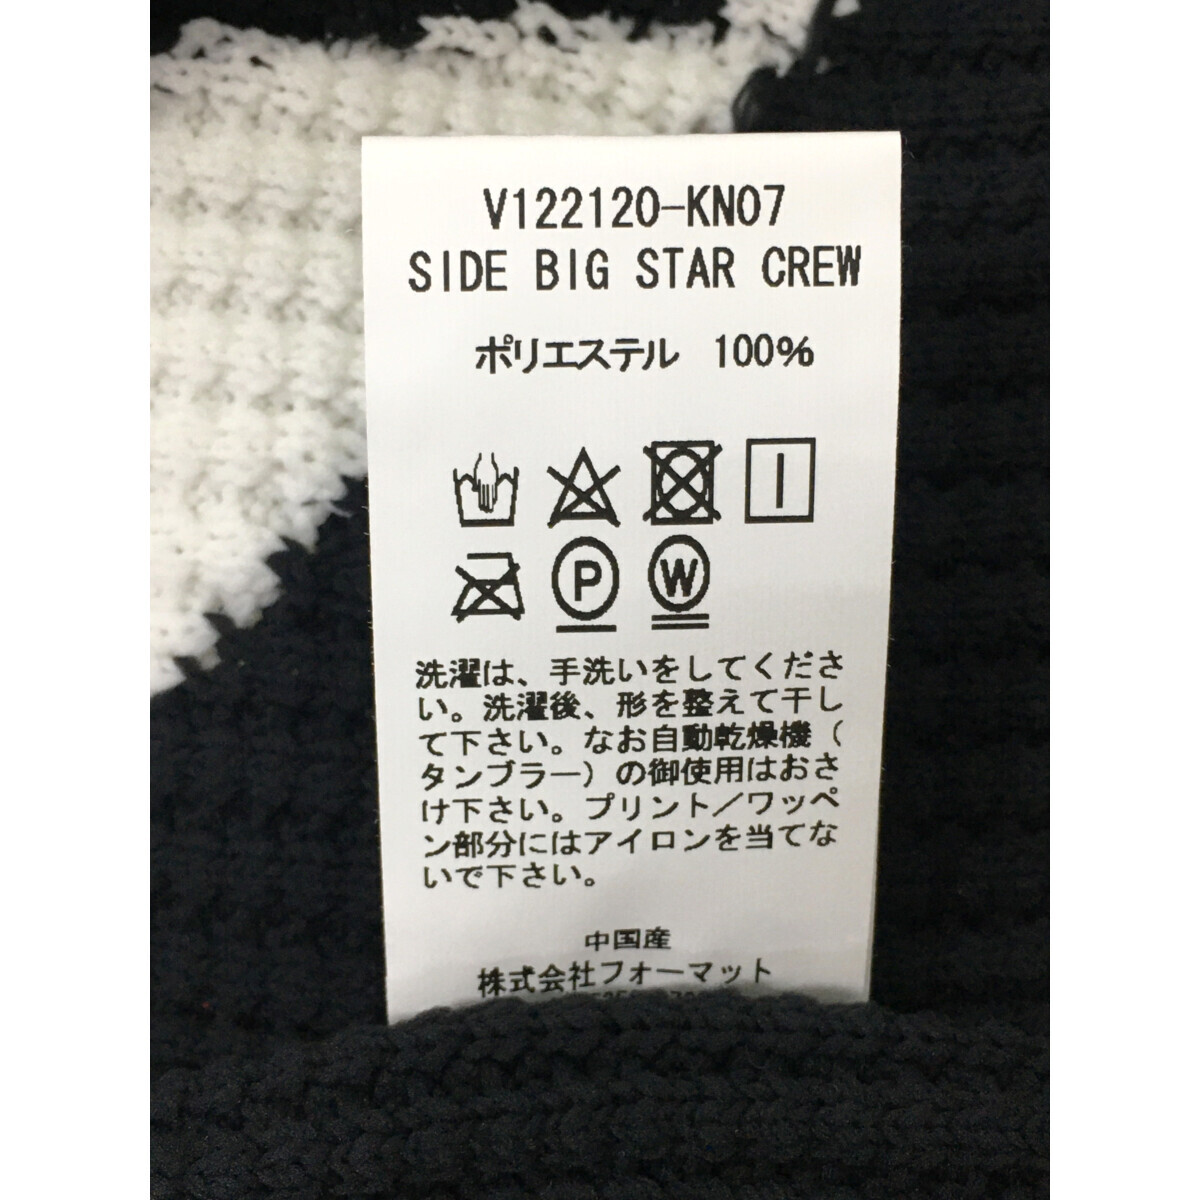 V122120-KN07
SIDE BIG STAR CREW
ポリエステル 100%
P W
洗濯は、手洗いをしてくださ
い。洗濯後、形を整えて干し
て下さい。なお自動乾燥機（
タンブラー）の御使用はおさ
け下さい。プリント／ワッペ
ン部分にはアイロンを当てな
いで下さい。
中国産
株式会社フォーマット